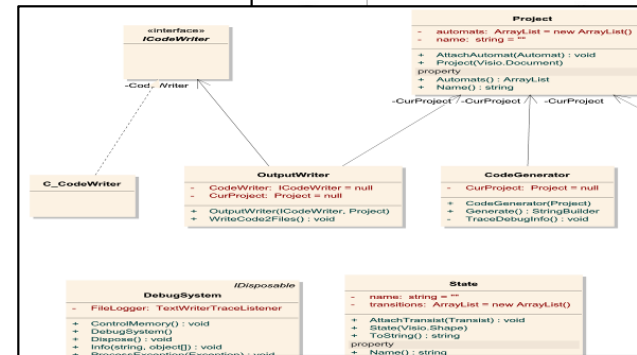 «interface»
ICodeWriter
Project
- automats: ArrayList = new ArrayList()
- name: string = ""
+ AttachAutomat(Automat) : void
+ Project(Visio.Document)
property
+ Automats() : ArrayList
+ Name() : string
-CurProject
-CurProject
-CurProject
C_CodeWriter
OutputWriter
- CodeWriter: ICodeWriter = null
- CurProject: Project = null
+ OutputWriter(ICodeWriter, Project)
+ WriteCode2Files() : void
CodeGenerator
- CurProject: Project = null
+ CodeGenerator(Project)
+ Generate() : StringBuilder
- TraceDebugInfo() : void
IDisposable
DebugSystem
- FileLogger: TextWriterTraceListener
+ ControlMemory() : void
+ DebugSystem()
+ Dispose() : void
+ Info(string, object[]) : void
+ ProcessException(Exception) : void
State
- name: string = ""
- transitions: ArrayList = new ArrayList()
+ AttachTransist(Transist) : void
+ State(Visio.Shape)
+ ToString() : string
property
+ Name() : string